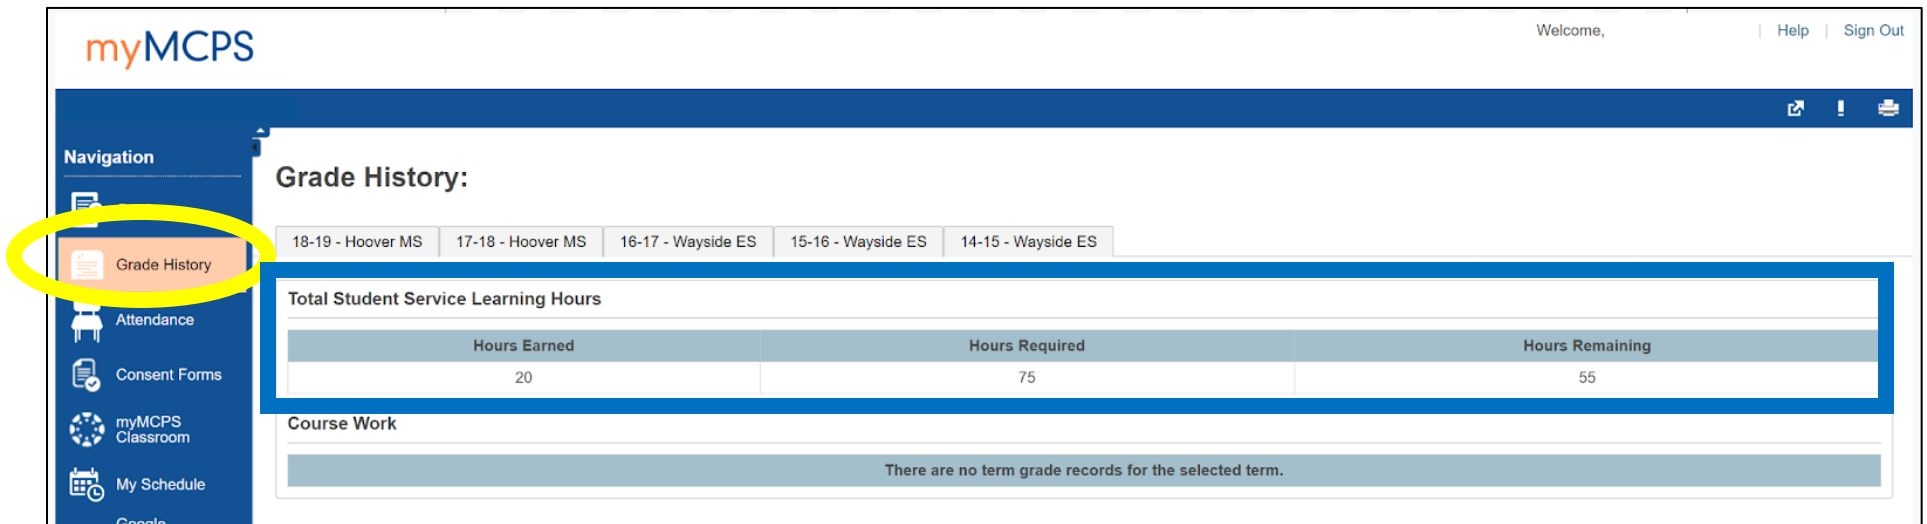 myMCPS
Welcome,
Help
Sign Out
Navigation
Grade History:
18-19 - Hoover MS
17-18 - Hoover MS
16-17 - Wayside ES
15-16 - Wayside ES
14-15 - Wayside ES
Grade History
Total Student Service Learning Hours
Attendance
Hours Earned
Hours Required
Hours Remaining
20
75
55
Consent Forms
myMCPS
Classroom
Course Work
There are no term grade records for the selected term.
My Schedule
Google